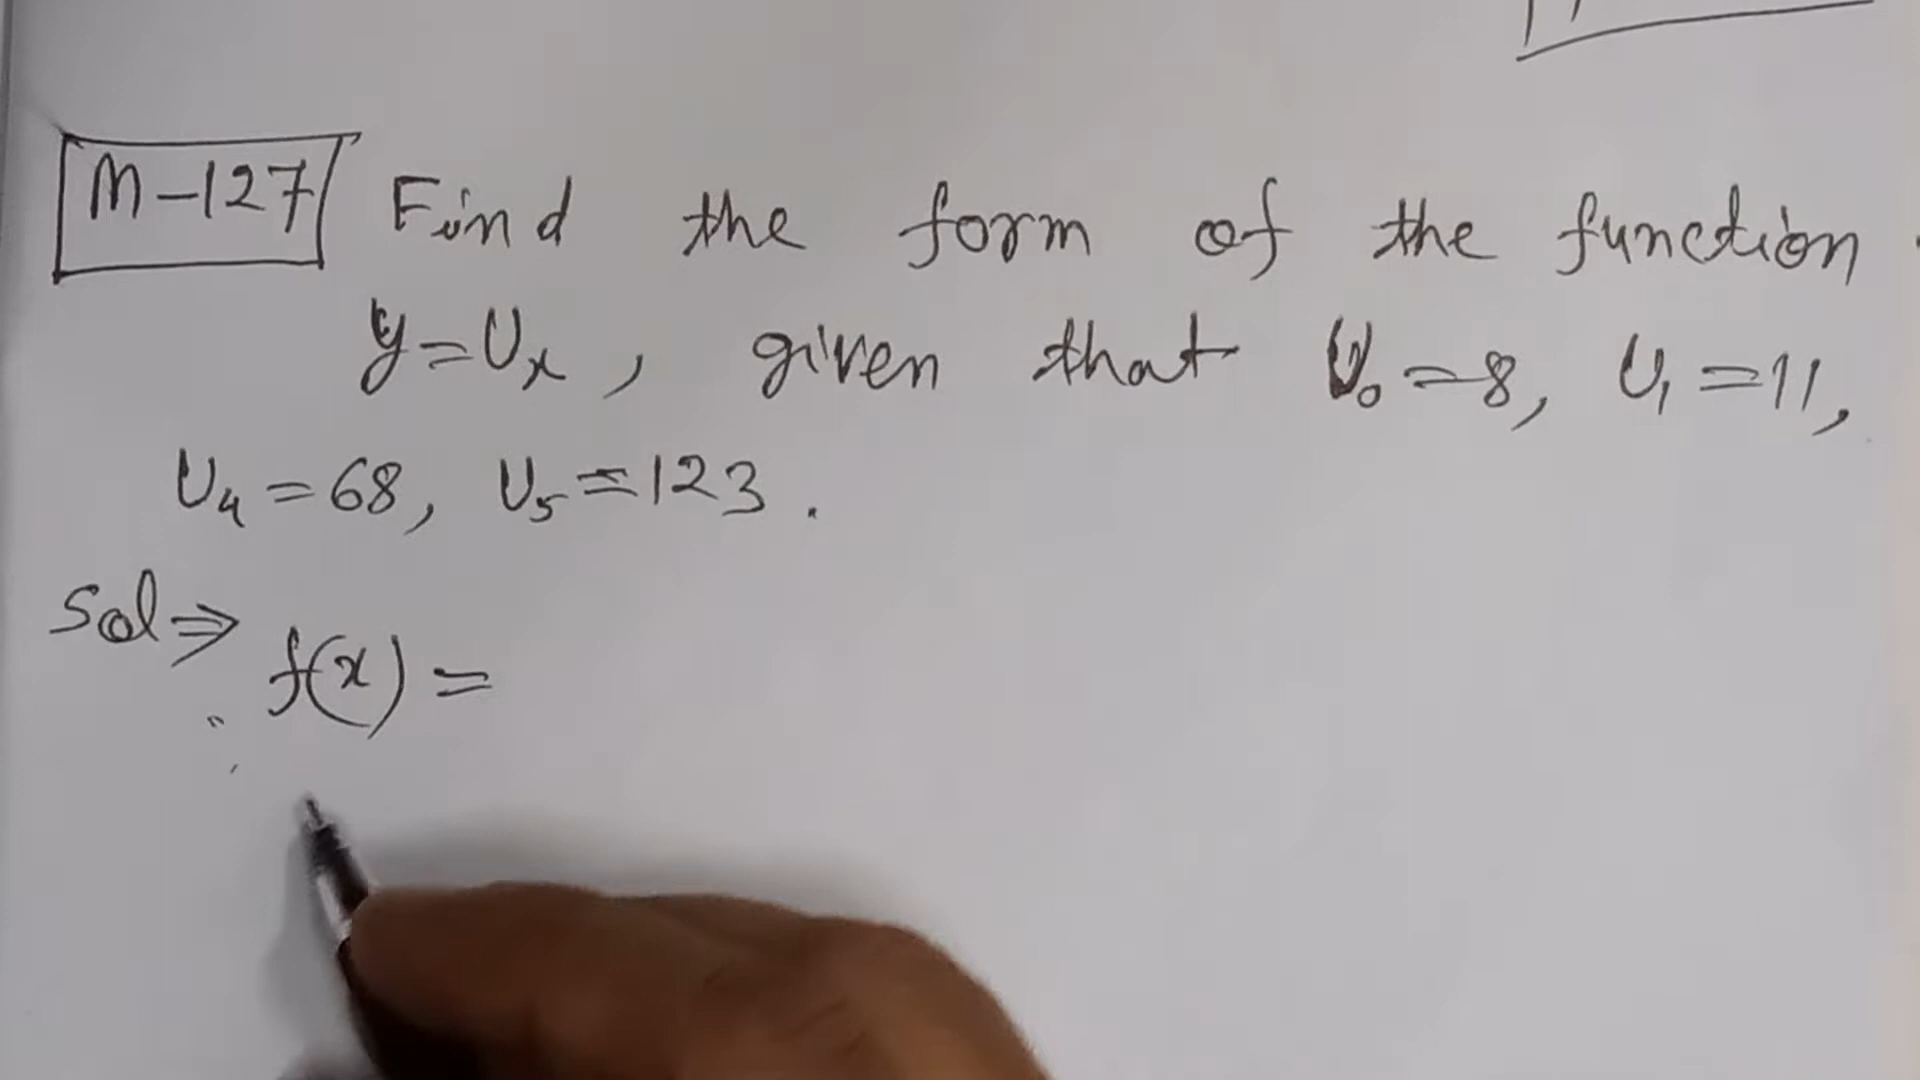 M-127 Find the form of the function
y=Ux, given that U₀=8, U₁=11,
U₄=68, U₅=123.
Sol⇒ f(x)=